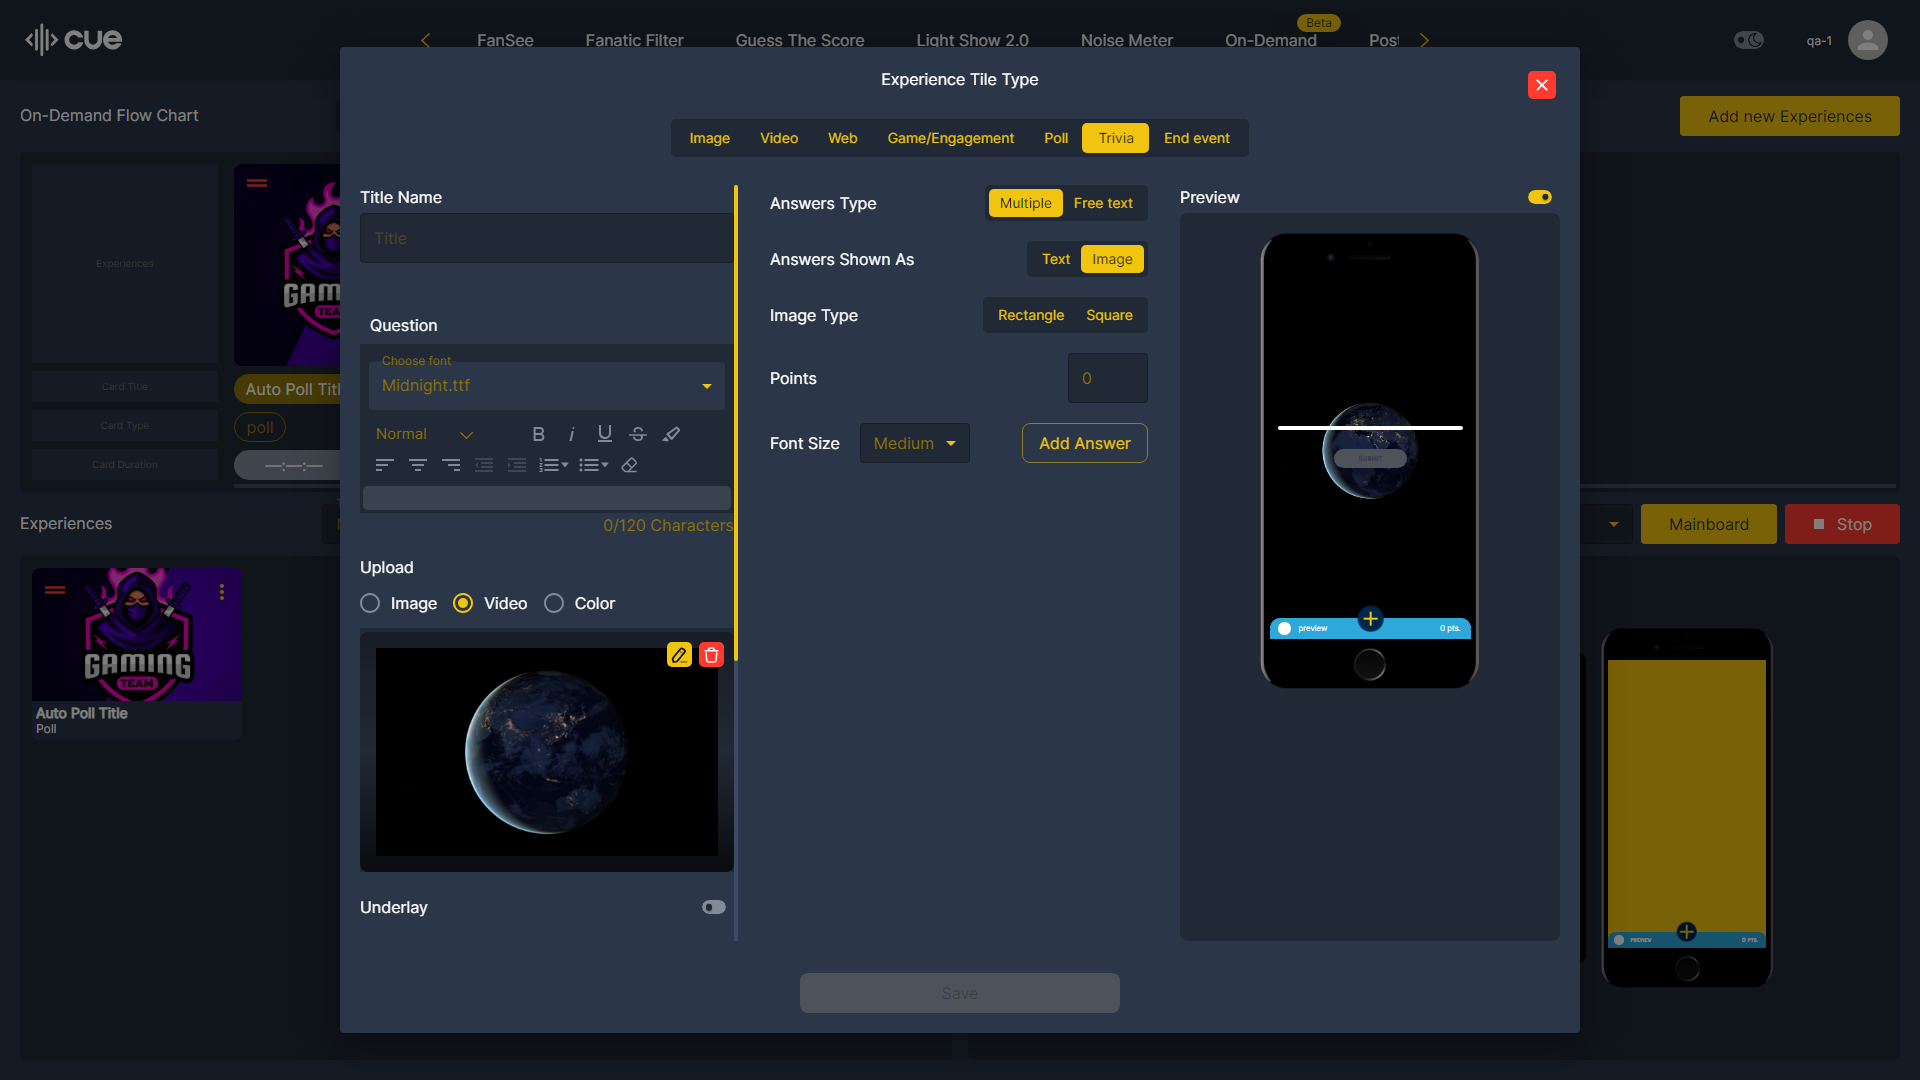 cue
FanSee
Fanatic Filter
Guess The Score
Light Show 2.0
Noise Meter
Beta
On-Demand
qa-1
On-Demand Flow Chart
Add new Experiences
Experience Tile Type
Image
Video
Web
Game/Engagement
Poll
Trivia
End event
Experiences
Card Title
Card Type
Card Duration
TEA
Auto Poll Titl
poll
—:—:—
Title Name
Title
Question
Choose font
Midnight.ttf
Normal
0/120 Characters
Upload
Image
Video
Color
Underlay
Answers Type
Multiple
Free text
Answers Shown As
Text
Image
Image Type
Rectangle
Square
Points
0
Font Size
Medium
Add Answer
Preview
SUBMIT
preview
0 pts.
Save
Experiences
Mainboard
Stop
GAMING
TEAM
Auto Poll Title
Poll
PREVIEW
0 PTS.